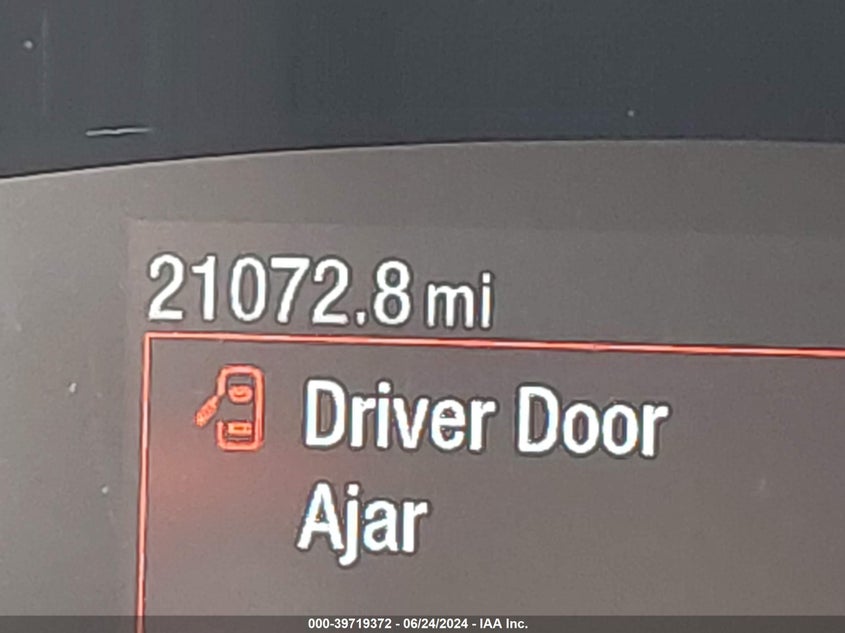 21072.8 mi
Driver Door
Ajar
000-39719372 - 06/24/2024 - IAA Inc.